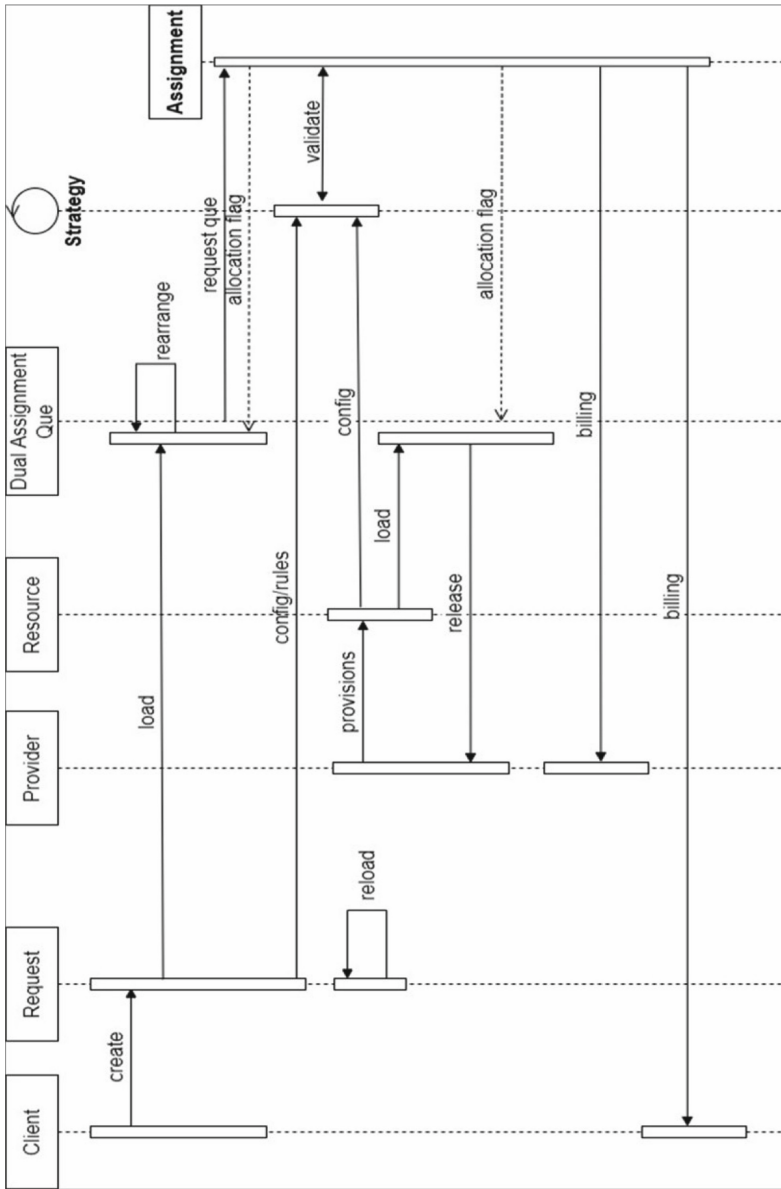 Client
Request
Provider
Resource
Dual Assignment
Que
Strategy
Assignment
create
load
rearrange
request que
allocation flag
config/rules
validate
reload
provisions
config
load
release
allocation flag
billing
billing